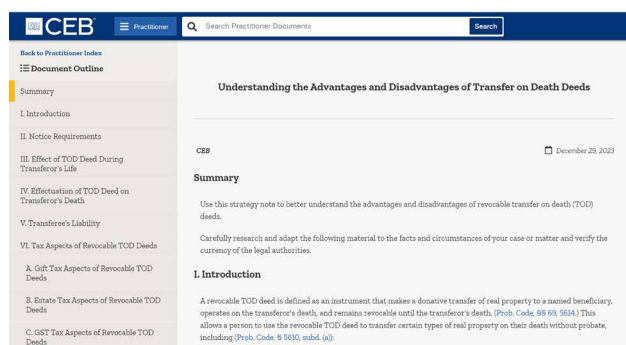 CEB
Practitioner
Search Practitioner Documents
Search
Back to Practitioner Index
Document Outline
Summary
I. Introduction
II. Notice Requirements
III. Effect of TOD Deed During
Transferor's Life
IV. Effectuation of TOD Deed on
Transferor's Death
V. Transferee's Liability
VI. Tax Aspects of Revocable TOD Deeds
A. Gift Tax Aspects of Revocable TOD
Deeds
B. Estate Tax Aspects of Revocable TOD
Deeds
C. GST Tax Aspects of Revocable TOD
Deeds
Understanding the Advantages and Disadvantages of Transfer on Death Deeds
CEB
December 29, 2023
Summary
Use this strategy note to better understand the advantages and disadvantages of revocable transfer on death (TOD)
deeds.
Carefully research and adapt the following material to the facts and circumstances of your case or matter and verify the
currency of the legal authorities.
I. Introduction
A revocable TOD deed is defined as an instrument that makes a donative transfer of real property to a named beneficiary,
operates on the transferor's death, and remains revocable until the transferor's death. (Prob. Code, §§ 69, 5614.) This
allows a person to use the revocable TOD deed to transfer certain types of real property on their death without probate,
including (Prob. Code, § 5610, subd. (a)):